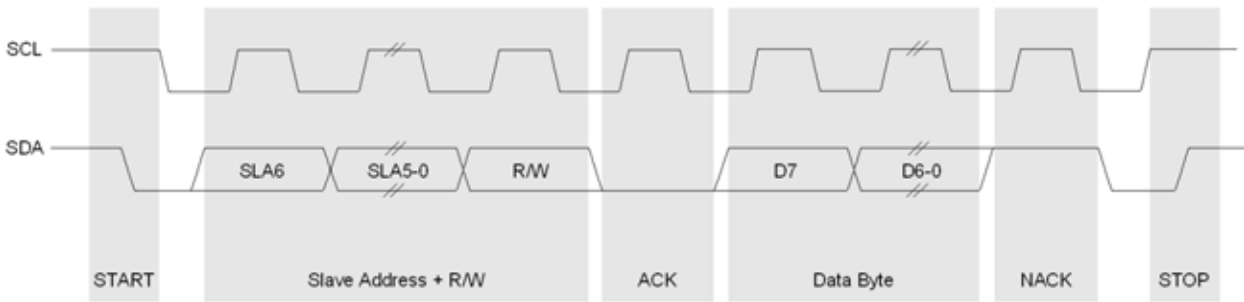 SCL
SDA
SLA6 SLA5-0 R/W D7 D6-0
START Slave Address + R/W ACK Data Byte NACK STOP